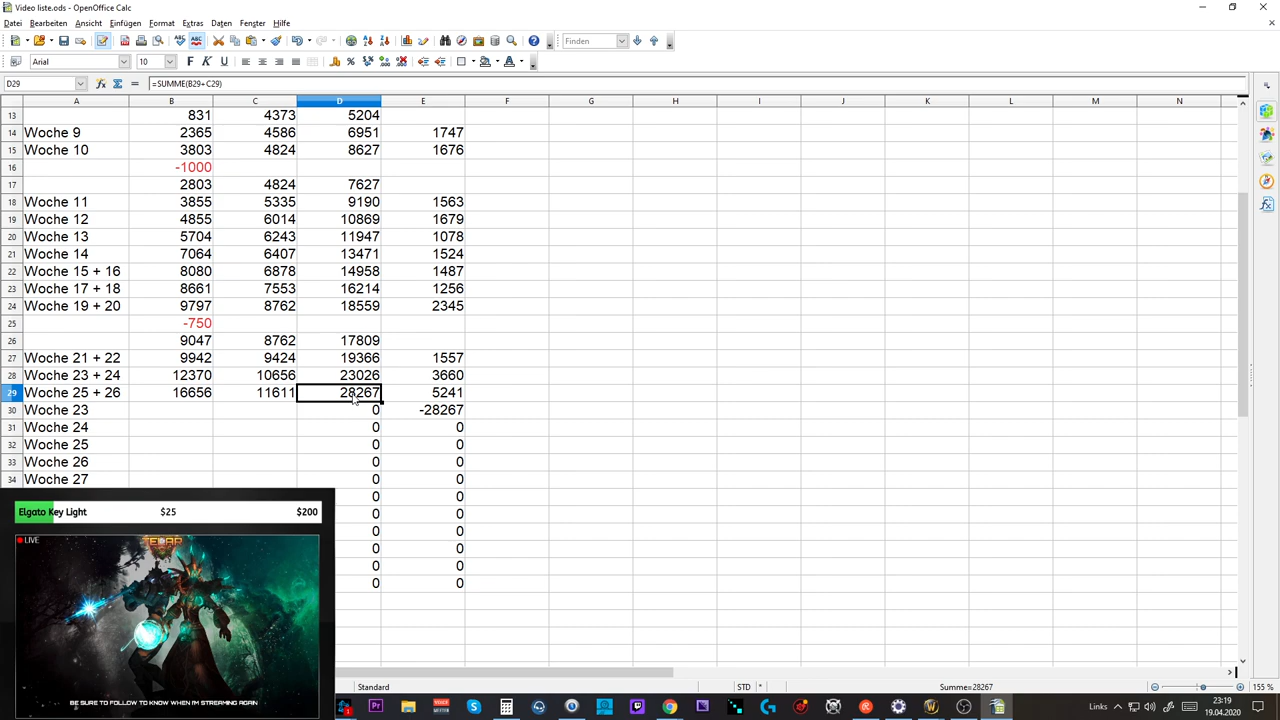 Video liste.ods - OpenOffice Calc
Datei Bearbeiten Ansicht Einfügen Format Extras Daten Fenster Hilfe
Finden
Arial 10
D29 =SUMME(B29+C29)
A B C D E F G H I J K L M N
13 831 4373 5204
14 Woche 9 2365 4586 6951 1747
15 Woche 10 3803 4824 8627 1676
16 -1000
17 2803 4824 7627
18 Woche 11 3855 5335 9190 1563
19 Woche 12 4855 6014 10869 1679
20 Woche 13 5704 6243 11947 1078
21 Woche 14 7064 6407 13471 1524
22 Woche 15 + 16 8080 6878 14958 1487
23 Woche 17 + 18 8661 7553 16214 1256
24 Woche 19 + 20 9797 8762 18559 2345
25 -750
26 9047 8762 17809
27 Woche 21 + 22 9942 9424 19366 1557
28 Woche 23 + 24 12370 10656 23026 3660
29 Woche 25 + 26 16656 11611 28267 5241
30 Woche 23 0 -28267
31 Woche 24 0 0
32 Woche 25 0 0
33 Woche 26 0 0
34 Woche 27 0 0
0 0
0 0
0 0
0 0
0 0
0 0
Elgato Key Light $25 $200
LIVE
BE SURE TO FOLLOW TO KNOW WHEN I'M STREAMING AGAIN
Standard STD * Summe=28267 155 %
Links 23:19
19.04.2020